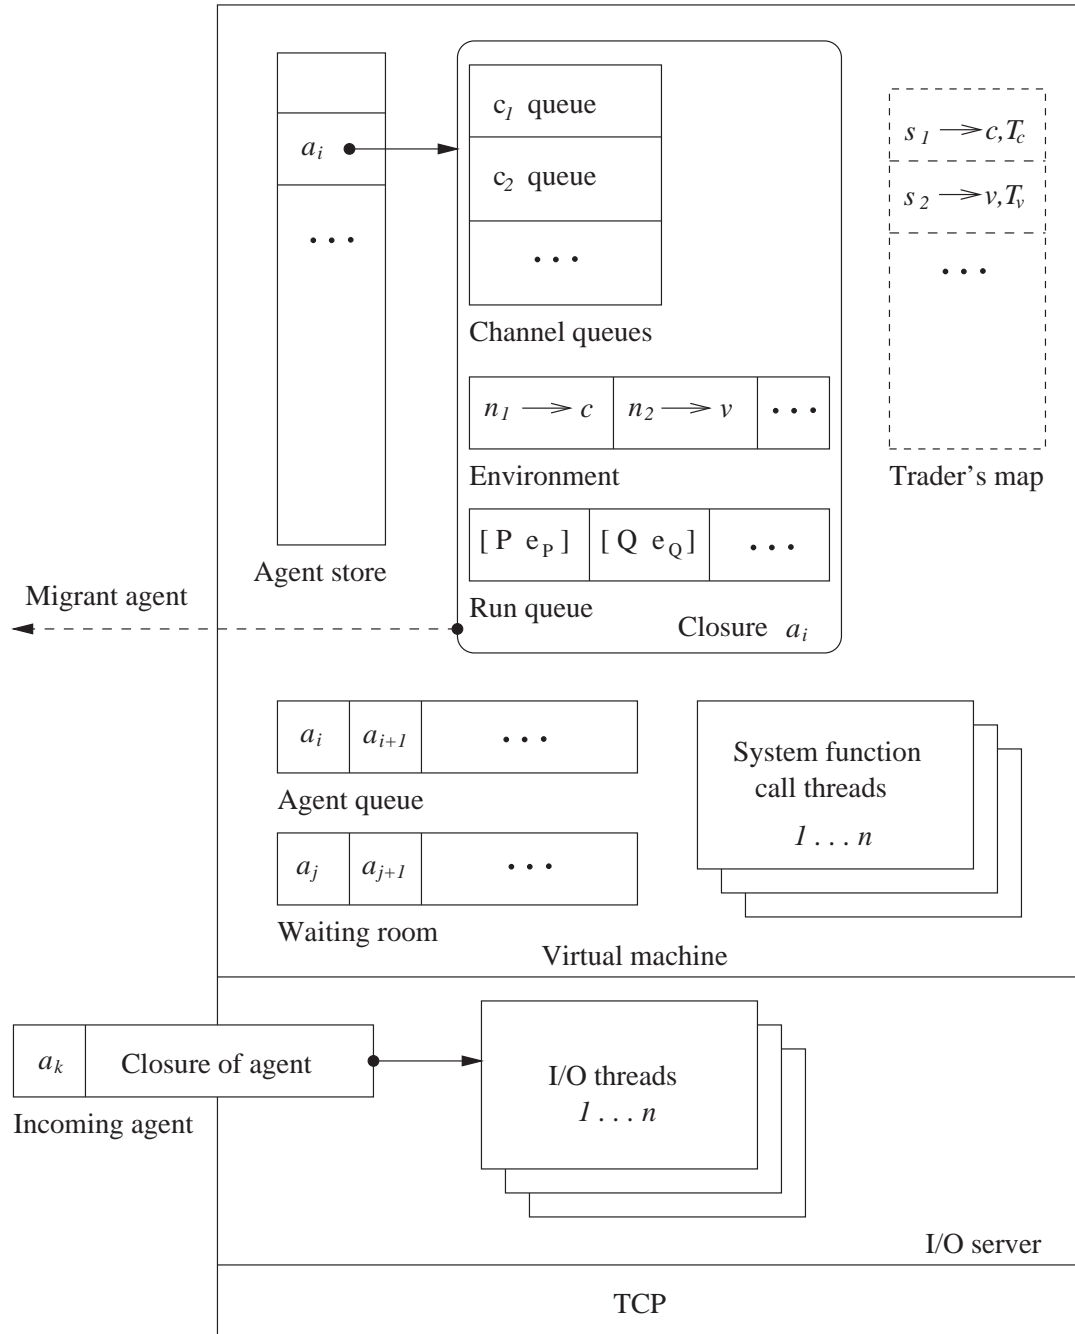 c1 queue
s1 → c,Tc
ai
c2 queue
s2 → v,Tv
...
...
...
Channel queues
n1 → c n2 → v ...
Environment
Trader's map
[ P eP ] [ Q eQ ] ...
Agent store
Run queue
Migrant agent
Closure ai
ai ai+1 ...
System function
call threads
1 ... n
Agent queue
aj aj+1 ...
Waiting room
Virtual machine
ak Closure of agent
I/O threads
1 ... n
Incoming agent
I/O server
TCP